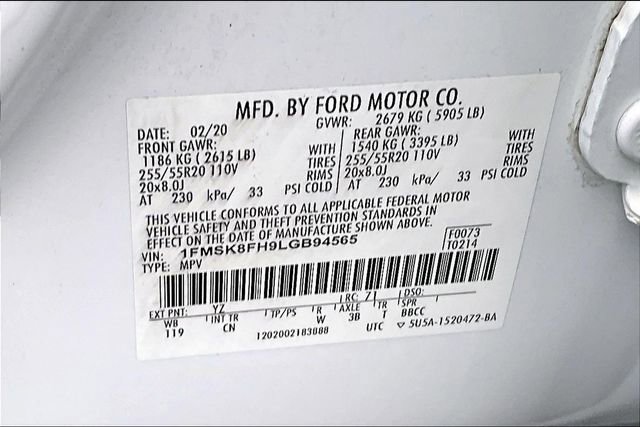 MFD. BY FORD MOTOR CO.
DATE: 02/20 GVWR: 2679 KG ( 5905 LB)
FRONT GAWR: REAR GAWR:
1186 KG ( 2615 LB) WITH 1540 KG ( 3395 LB) WITH
255/55R20 110V TIRES 255/55R20 110V TIRES
20x8.0J RIMS 20x8.0J RIMS
AT 230 kPa/ 33 PSI COLD AT 230 kPa/ 33 PSI COLD
THIS VEHICLE CONFORMS TO ALL APPLICABLE FEDERAL MOTOR
VEHICLE SAFETY AND THEFT PREVENTION STANDARDS IN
EFFECT ON THE DATE OF MANUFACTURE SHOWN ABOVE.
VIN: 1FMSK8FH9LGB94565 F0073
TYPE: MPV T0214
EXT PNT: YZ RC: 71 DSO:
WB INT TR TP/PS R AXLE TR SPR
119 CN W 3B T BBCC
1202002183088 UTC ▽ 5U5A-1520472-BA